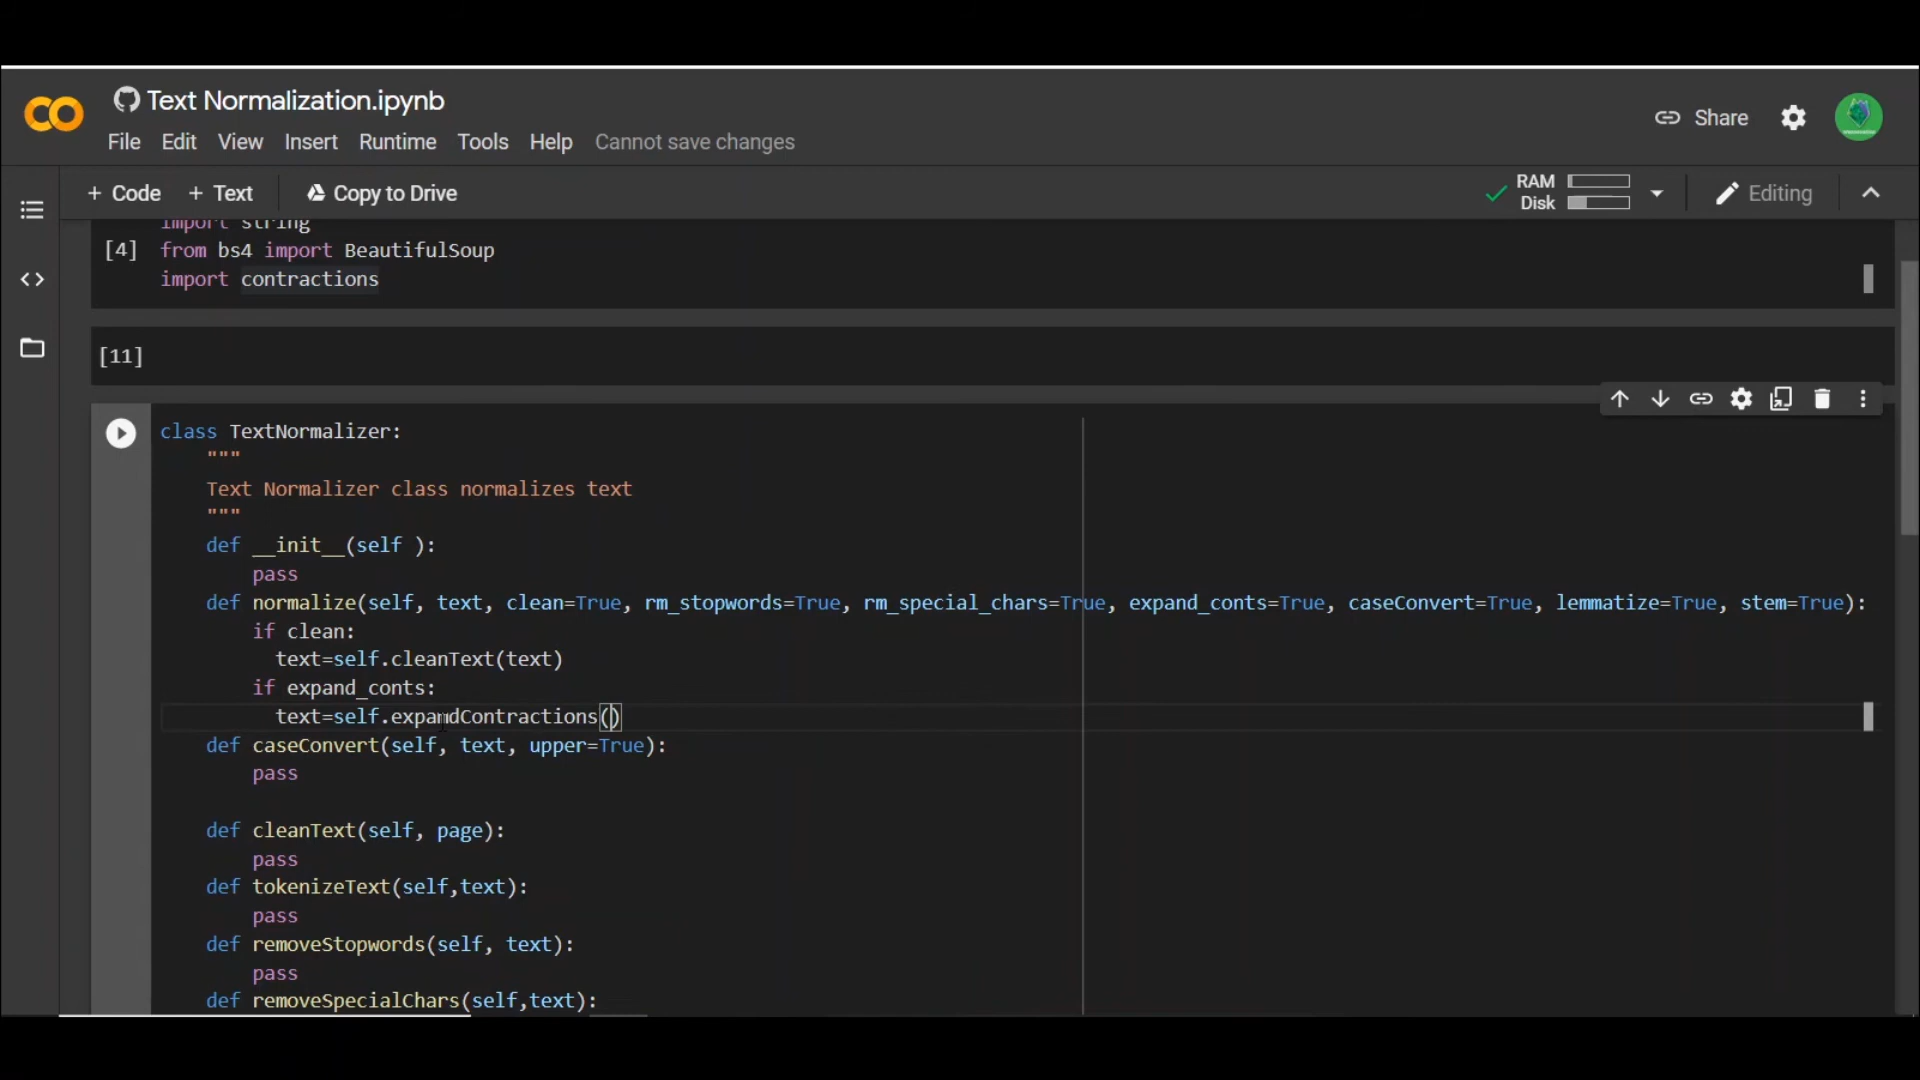 Text Normalization.ipynb
File Edit View Insert Runtime Tools Help Cannot save changes
Share
+ Code + Text Copy to Drive
RAM
Disk
Editing
import string
[4] from bs4 import BeautifulSoup
import contractions
[11]
class TextNormalizer:
"""
Text Normalizer class normalizes text
"""
def __init__(self ):
pass
def normalize(self, text, clean=True, rm_stopwords=True, rm_special_chars=True, expand_conts=True, caseConvert=True, lemmatize=True, stem=True):
if clean:
text=self.cleanText(text)
if expand_conts:
text=self.expandContractions()
def caseConvert(self, text, upper=True):
pass
def cleanText(self, page):
pass
def tokenizeText(self,text):
pass
def removeStopwords(self, text):
pass
def removeSpecialChars(self,text):